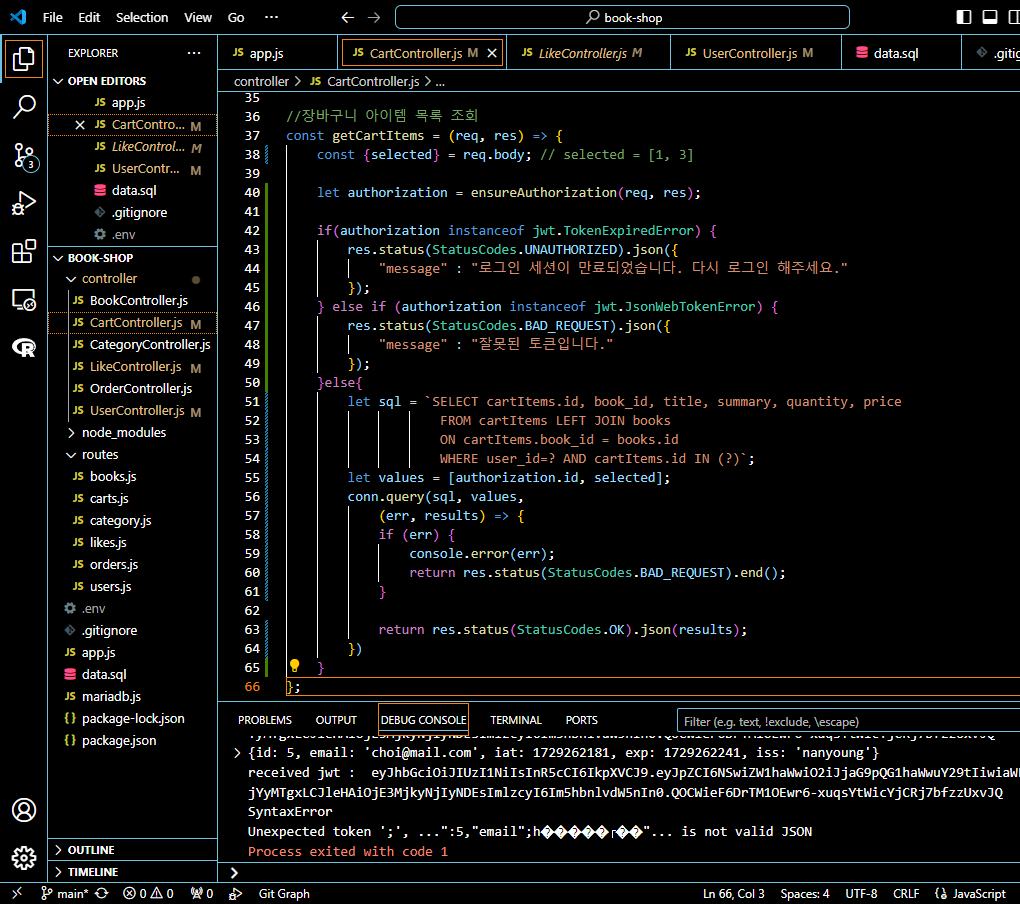 File Edit Selection View Go ··· book-shop
EXPLORER ···
OPEN EDITORS
JS app.js
JS CartContro... M
JS LikeControl... M
JS UserContr... M
data.sql
.gitignore
.env
BOOK-SHOP
controller
JS BookController.js
JS CartController.js M
JS CategoryController.js
JS LikeController.js M
JS OrderController.js
JS UserController.js M
node_modules
routes
JS books.js
JS carts.js
JS category.js
JS likes.js
JS orders.js
JS users.js
.env
.gitignore
JS app.js
data.sql
JS mariadb.js
{} package-lock.json
{} package.json
OUTLINE
TIMELINE
3
JS app.js JS CartController.js M JS LikeController.js M JS UserController.js M data.sql .gitig
controller > JS CartController.js > ...
35
36 //장바구니 아이템 목록 조회
37 const getCartItems = (req, res) => {
38 const {selected} = req.body; // selected = [1, 3]
39
40 let authorization = ensureAuthorization(req, res);
41
42 if(authorization instanceof jwt.TokenExpiredError) {
43 res.status(StatusCodes.UNAUTHORIZED).json({
44 "message" : "로그인 세션이 만료되었습니다. 다시 로그인 해주세요."
45 });
46 } else if (authorization instanceof jwt.JsonWebTokenError) {
47 res.status(StatusCodes.BAD_REQUEST).json({
48 "message" : "잘못된 토큰입니다."
49 });
50 }else{
51 let sql = `SELECT cartItems.id, book_id, title, summary, quantity, price
52 FROM cartItems LEFT JOIN books
53 ON cartItems.book_id = books.id
54 WHERE user_id=? AND cartItems.id IN (?)`;
55 let values = [authorization.id, selected];
56 conn.query(sql, values,
57 (err, results) => {
58 if (err) {
59 console.error(err);
60 return res.status(StatusCodes.BAD_REQUEST).end();
61 }
62
63 return res.status(StatusCodes.OK).json(results);
64 })
65 }
66 };
PROBLEMS OUTPUT DEBUG CONSOLE TERMINAL PORTS Filter (e.g. text, !exclude, \escape)
> {id: 5, email: 'choi@mail.com', iat: 1729262181, exp: 1729262241, iss: 'nanyoung'}
received jwt :
SyntaxError
Unexpected token ';', ...":5,"email";h�����┌��"... is not valid JSON
Process exited with code 1
>
main* 0 0 0 Git Graph Ln 66, Col 3 Spaces: 4 UTF-8 CRLF {} JavaScript